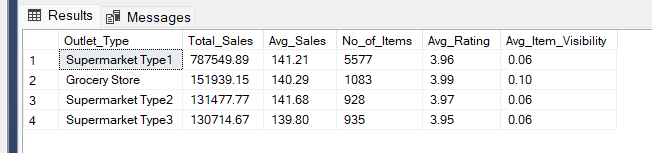 Results Messages
Outlet_Type Total_Sales Avg_Sales No_of_Items Avg_Rating Avg_Item_Visibility
1 Supermarket Type1 787549.89 141.21 5577 3.96 0.06
2 Grocery Store 151939.15 140.29 1083 3.99 0.10
3 Supermarket Type2 131477.77 141.68 928 3.97 0.06
4 Supermarket Type3 130714.67 139.80 935 3.95 0.06